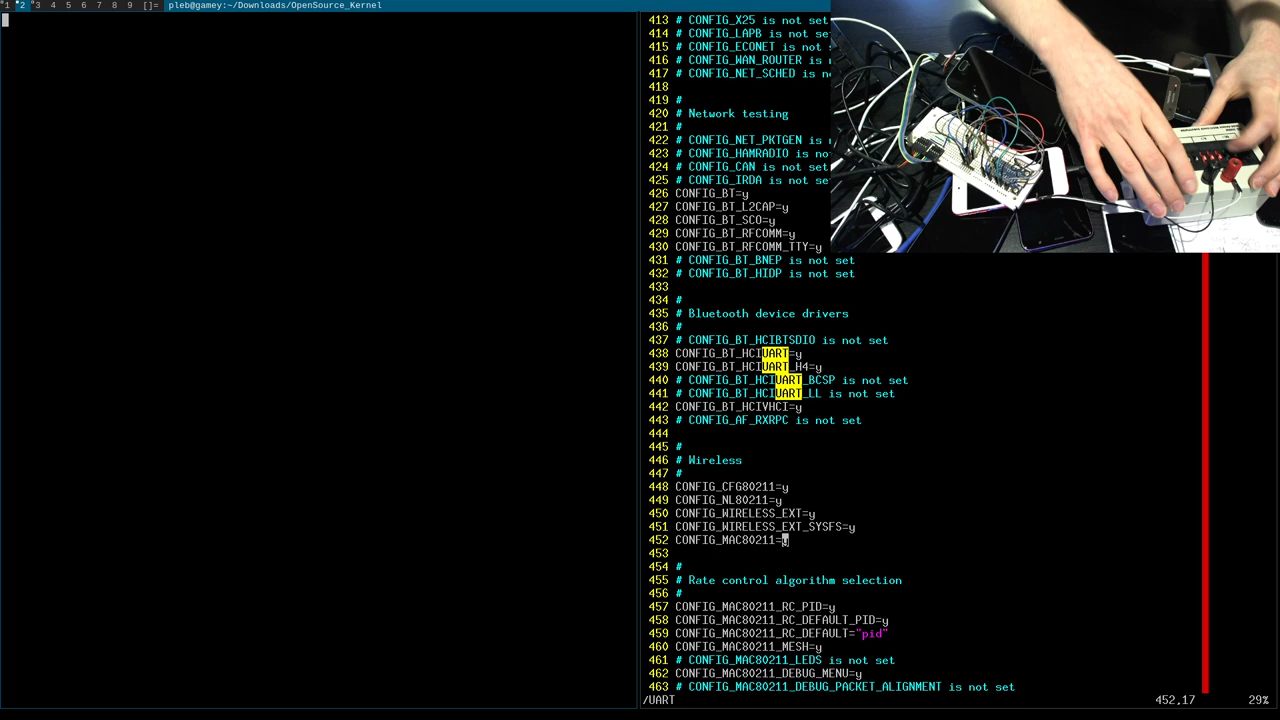 1 2 3 4 5 6 7 8 9 []= pleb@gamey:~/Downloads/OpenSource_Kernel
413 # CONFIG_X25 is not set
414 # CONFIG_LAPB is not set
415 # CONFIG_ECONET is not
416 # CONFIG_WAN_ROUTER is
417 # CONFIG_NET_SCHED is
418
419 #
420 # Network testing
421 #
422 # CONFIG_NET_PKTGEN is
423 # CONFIG_HAMRADIO is
424 # CONFIG_CAN is not set
425 # CONFIG_IRDA is not set
426 CONFIG_BT=y
427 CONFIG_BT_L2CAP=y
428 CONFIG_BT_SCO=y
429 CONFIG_BT_RFCOMM=y
430 CONFIG_BT_RFCOMM_TTY=y
431 # CONFIG_BT_BNEP is not set
432 # CONFIG_BT_HIDP is not set
433
434 #
435 # Bluetooth device drivers
436 #
437 # CONFIG_BT_HCIBTSDIO is not set
438 CONFIG_BT_HCIUART=y
439 CONFIG_BT_HCIUART_H4=y
440 # CONFIG_BT_HCIUART_BCSP is not set
441 # CONFIG_BT_HCIUART_LL is not set
442 CONFIG_BT_HCIVHCI=y
443 # CONFIG_AF_RXRPC is not set
444
445 #
446 # Wireless
447 #
448 CONFIG_CFG80211=y
449 CONFIG_NL80211=y
450 CONFIG_WIRELESS_EXT=y
451 CONFIG_WIRELESS_EXT_SYSFS=y
452 CONFIG_MAC80211=y
453
454 #
455 # Rate control algorithm selection
456 #
457 CONFIG_MAC80211_RC_PID=y
458 CONFIG_MAC80211_RC_DEFAULT_PID=y
459 CONFIG_MAC80211_RC_DEFAULT="pid"
460 CONFIG_MAC80211_MESH=y
461 # CONFIG_MAC80211_LEDS is not set
462 CONFIG_MAC80211_DEBUG_MENU=y
463 # CONFIG_MAC80211_DEBUG_PACKET_ALIGNMENT is not set
/UART 452,17 29%